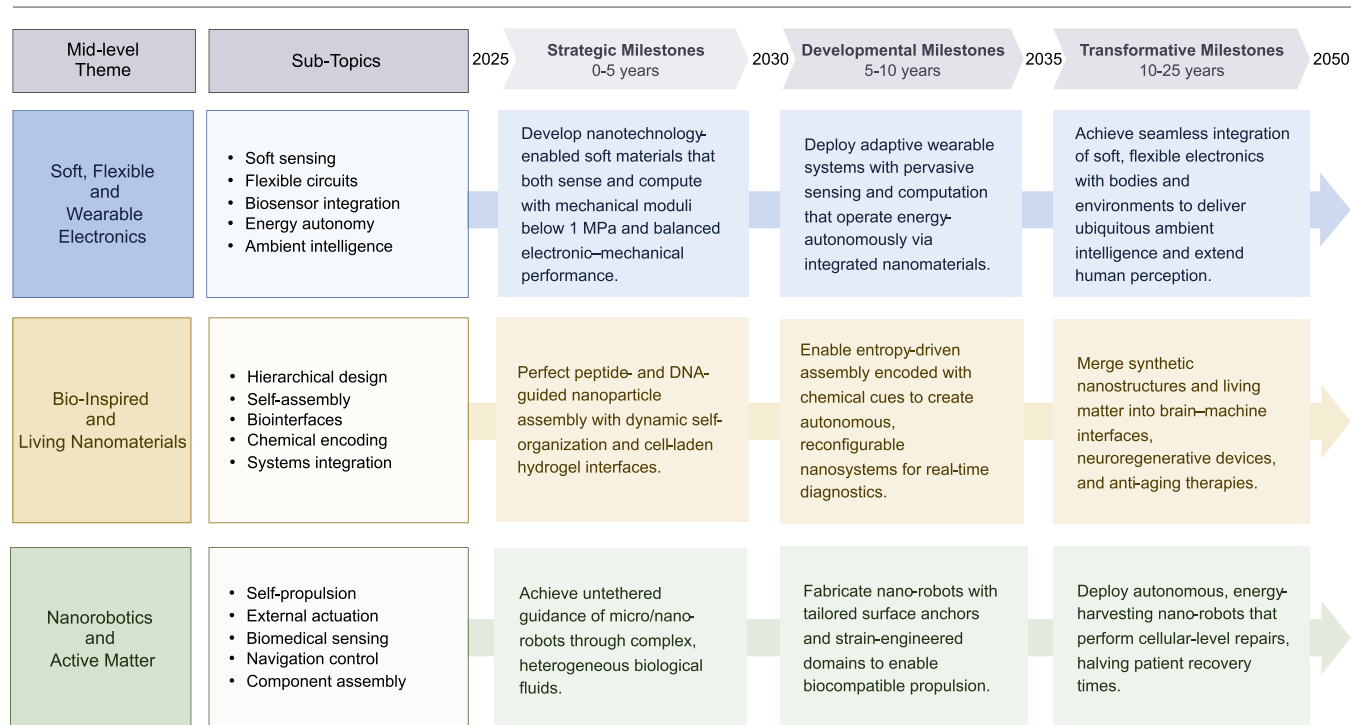 Mid-level
Theme
Sub-Topics
2025
Strategic Milestones
0-5 years
2030
Developmental Milestones
5-10 years
2035
Transformative Milestones
10-25 years
2050
Soft, Flexible
and
Wearable
Electronics
• Soft sensing
• Flexible circuits
• Biosensor integration
• Energy autonomy
• Ambient intelligence
Develop nanotechnology-
enabled soft materials that
both sense and compute
with mechanical moduli
below 1 MPa and balanced
electronic–mechanical
performance.
Deploy adaptive wearable
systems with pervasive
sensing and computation
that operate energy-
autonomously via
integrated nanomaterials.
Achieve seamless integration
of soft, flexible electronics
with bodies and
environments to deliver
ubiquitous ambient
intelligence and extend
human perception.
Bio-Inspired
and
Living Nanomaterials
• Hierarchical design
• Self-assembly
• Biointerfaces
• Chemical encoding
• Systems integration
Perfect peptide- and DNA-
guided nanoparticle
assembly with dynamic self-
organization and cell-laden
hydrogel interfaces.
Enable entropy-driven
assembly encoded with
chemical cues to create
autonomous,
reconfigurable
nanosystems for real-time
diagnostics.
Merge synthetic
nanostructures and living
matter into brain–machine
interfaces,
neuroregenerative devices,
and anti-aging therapies.
Nanorobotics
and
Active Matter
• Self-propulsion
• External actuation
• Biomedical sensing
• Navigation control
• Component assembly
Achieve untethered
guidance of micro/nano-
robots through complex,
heterogeneous biological
fluids.
Fabricate nano-robots with
tailored surface anchors
and strain-engineered
domains to enable
biocompatible propulsion.
Deploy autonomous, energy-
harvesting nano-robots that
perform cellular-level repairs,
halving patient recovery
times.